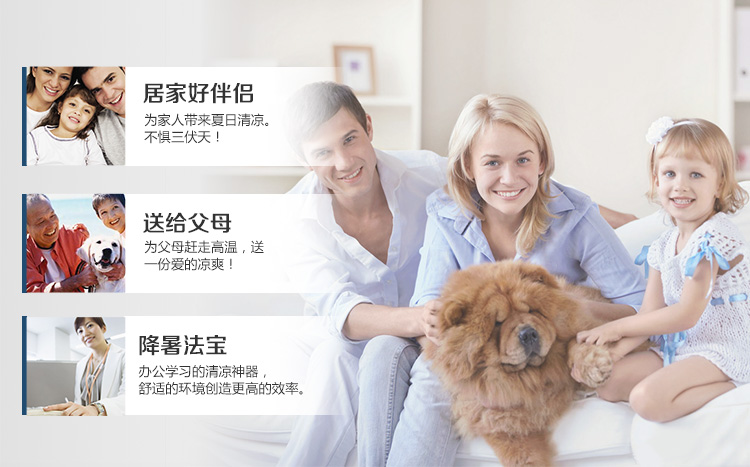 居家好伴侣
为家人带来夏日清凉。
不惧三伏天！
送给父母
为父母赶走高温，送
一份爱的凉爽！
降暑法宝
办公学习的清凉神器，
舒适的环境创造更高的效率。